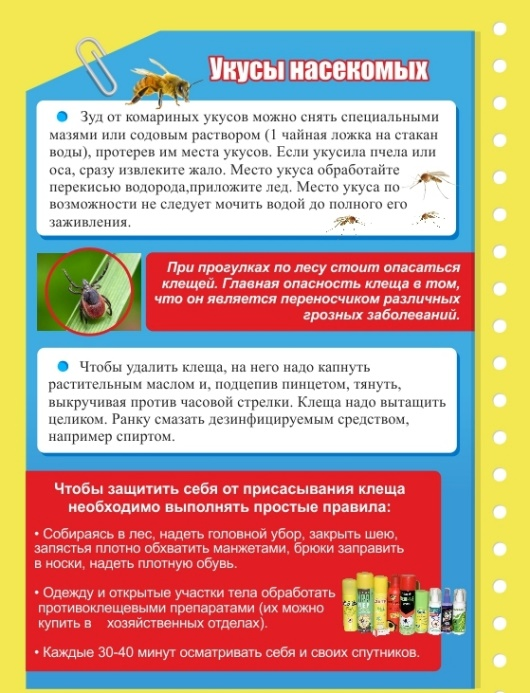 Укусы насекомых
Зуд от комариных укусов можно снять специальными
мазями или содовым раствором (1 чайная ложка на стакан
воды), протерев им места укусов. Если укусила пчела или
оса, сразу извлеките жало. Место укуса обработайте
перекисью водорода,приложите лед. Место укуса по
возможности не следует мочить водой до полного его
заживления.
При прогулках по лесу стоит опасаться
клещей. Главная опасность клеща в том,
что он является переносчиком различных
грозных заболеваний.
Чтобы удалить клеща, на него надо капнуть
растительным маслом и, подцепив пинцетом, тянуть,
выкручивая против часовой стрелки. Клеща надо вытащить
целиком. Ранку смазать дезинфицируемым средством,
например спиртом.
Чтобы защитить себя от присасывания клеща
необходимо выполнять простые правила:
• Собираясь в лес, надеть головной убор, закрыть шею,
запястья плотно обхватить манжетами, брюки заправить
в носки, надеть плотную обувь.
• Одежду и открытые участки тела обработать
противоклещевыми препаратами (их можно
купить в хозяйственных отделах).
• Каждые 30-40 минут осматривать себя и своих спутников.